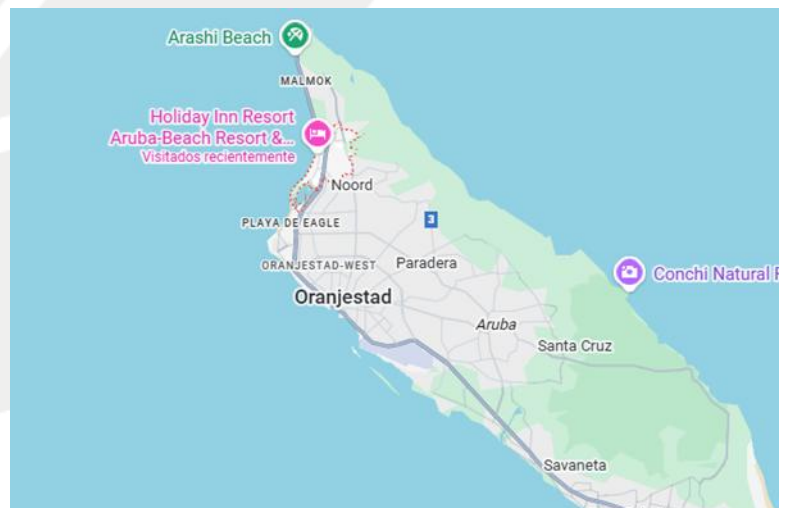 Arashi Beach
MALMOK
Holiday Inn Resort
Aruba-Beach Resort &...
Visitados recientemente
Noord
3
PLAYA DE EAGLE
ORANJESTAD-WEST
Paradera
Conchi Natural
Oranjestad
Aruba
Santa Cruz
Savaneta